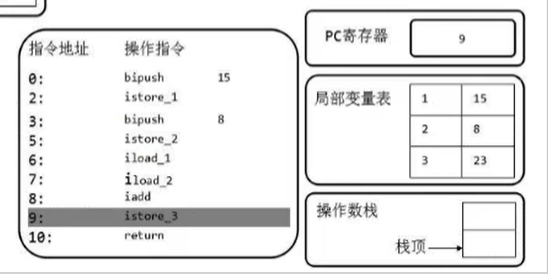 指令地址 操作指令
0: bipush 15
2: istore_1
3: bipush 8
5: istore_2
6: iload_1
7: iload_2
8: iadd
9: istore_3
10: return
PC寄存器 9
局部变量表
1 15
2 8
3 23
操作数栈
栈顶